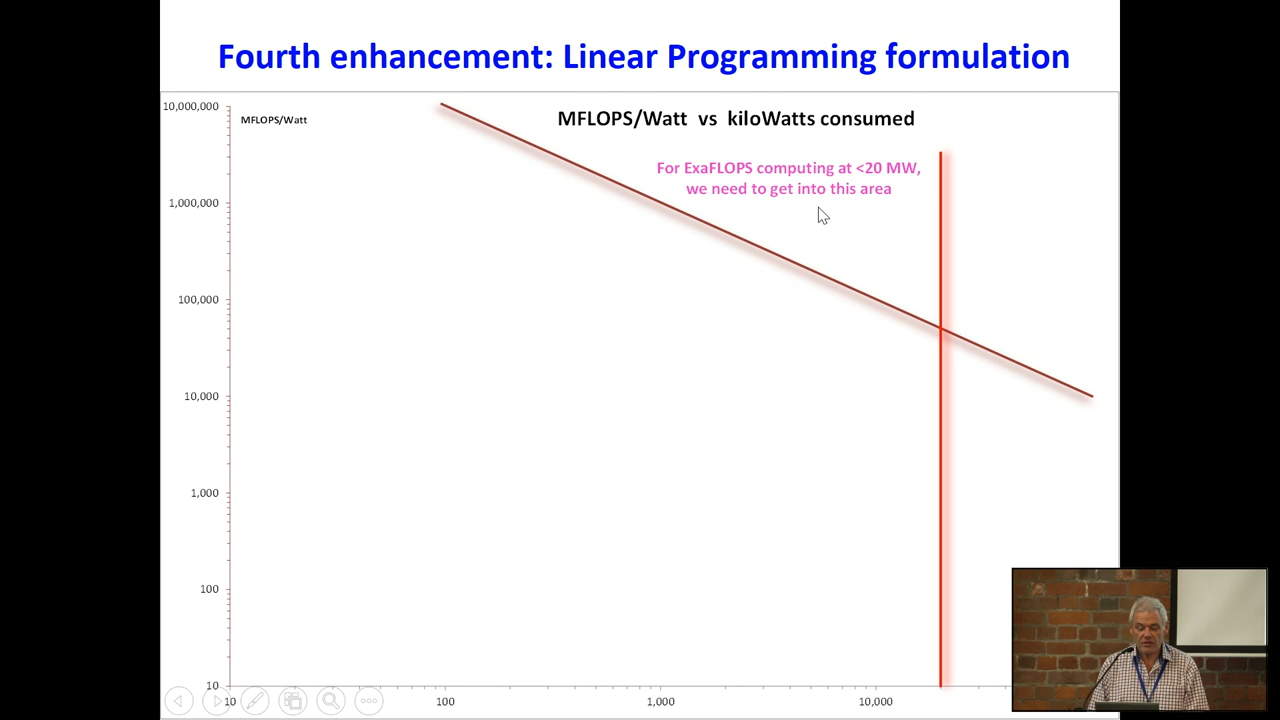 Fourth enhancement: Linear Programming formulation
10,000,000
MFLOPS/Watt
MFLOPS/Watt vs kiloWatts consumed
For ExaFLOPS computing at <20 MW,
we need to get into this area
1,000,000
100,000
10,000
1,000
100
10
10
100
1,000
10,000